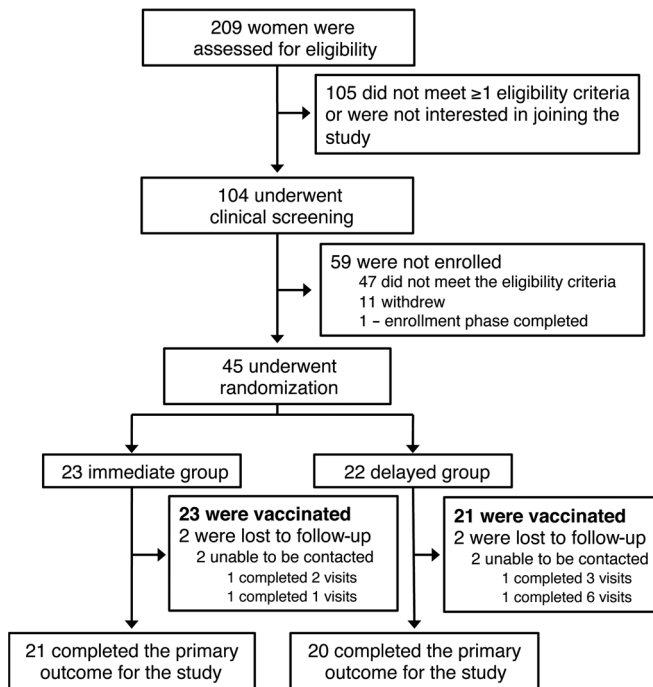 209 women were
assessed for eligibility
105 did not meet ≥1 eligibility criteria
or were not interested in joining the
study
104 underwent
clinical screening
59 were not enrolled
47 did not meet the eligibility criteria
11 withdrew
1 – enrollment phase completed
45 underwent
randomization
23 immediate group
22 delayed group
23 were vaccinated
2 were lost to follow-up
2 unable to be contacted
1 completed 2 visits
1 completed 1 visits
21 were vaccinated
2 were lost to follow-up
2 unable to be contacted
1 completed 3 visits
1 completed 6 visits
21 completed the primary
outcome for the study
20 completed the primary
outcome for the study